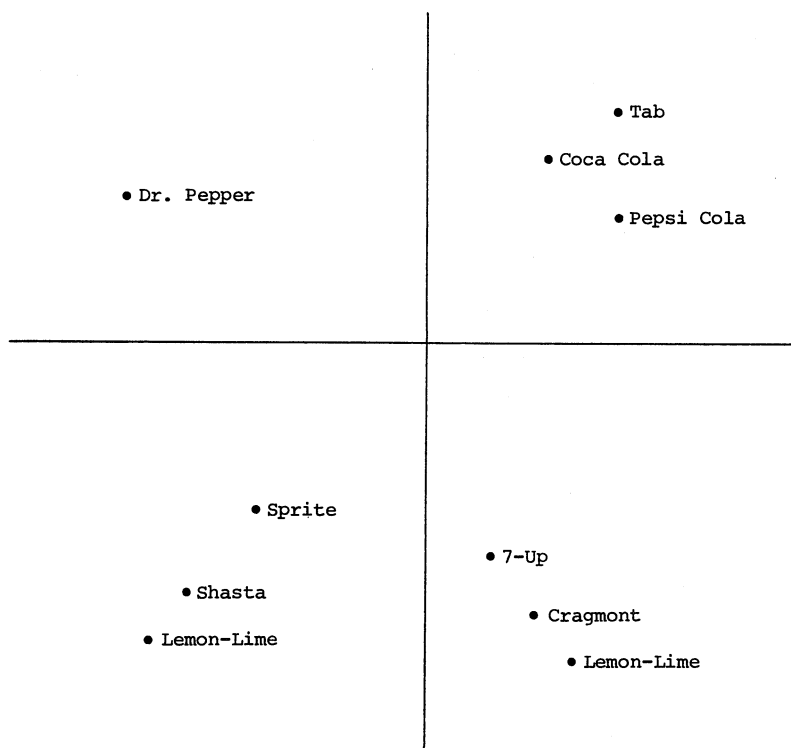 Tab
Coca Cola
Dr. Pepper
Pepsi Cola
Sprite
7-Up
Shasta
Cragmont
Lemon-Lime
Lemon-Lime